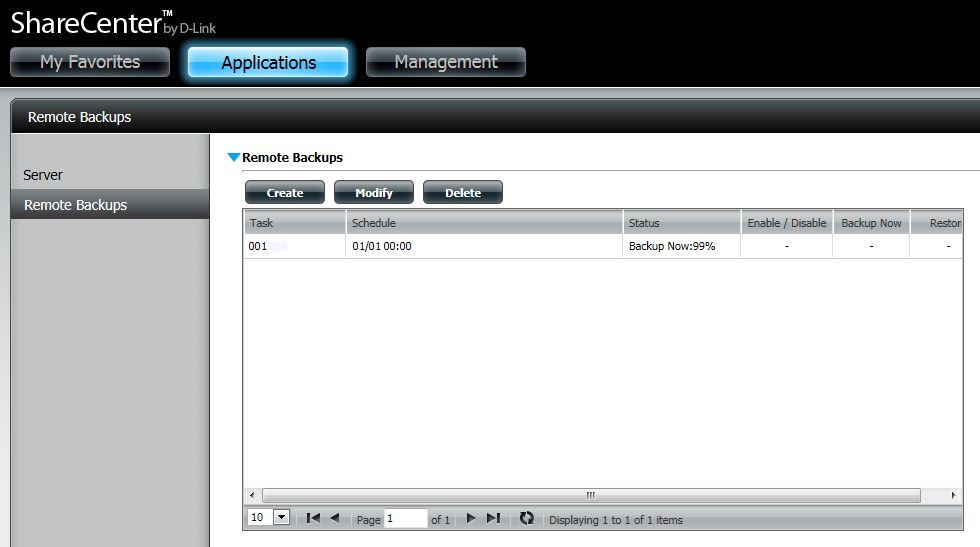 ShareCenter™ by D-Link
My Favorites Applications Management
Remote Backups
Server
Remote Backups
Remote Backups
Create Modify Delete
Task Schedule Status Enable / Disable Backup Now Restor
001 01/01 00:00 Backup Now:99% - - -
10 Page 1 of 1 Displaying 1 to 1 of 1 items